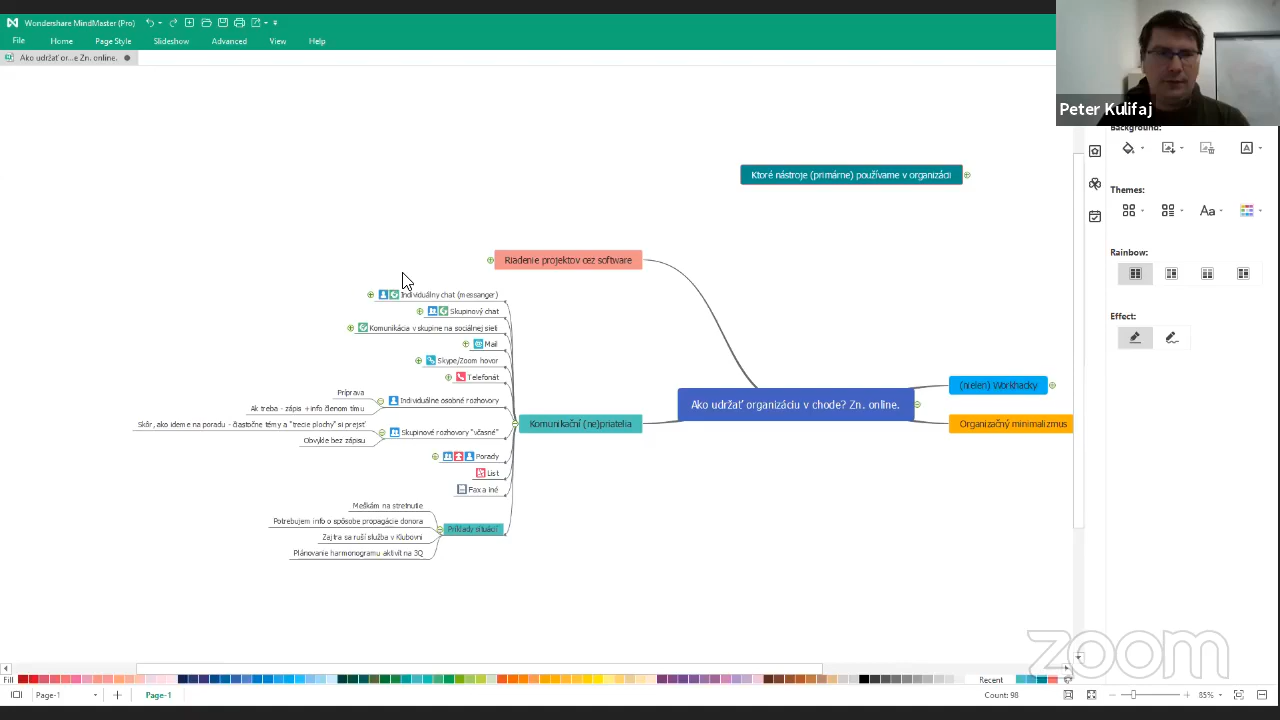 Wondershare MindMaster (Pro)
File Home Page Style Slideshow Advanced View Help
Ako udržať or...e Zn. online.
Peter Kulifaj
Background:
Themes:
Aa
Rainbow:
Effect:
Ktoré nástroje (primárne) používame v organizácii
Riadenie projektov cez software
Individuálny chat (messanger)
Skupinový chat
Komunikácia v skupine na sociálnej sieti
Mail
Skype/Zoom hovor
Telefonát
Príprava
Individuálne osobné rozhovory
Ak treba - zápis +info členom tímu
Skôr, ako ideme na poradu - čiastočne témy a "trecie plochy" si prejsť
Skupinové rozhovory "včasné"
Obvykle bez zápisu
Porady
List
Fax a iné
Meškám na stretnutie
Potrebujem info o spôsobe propagácie donora
Príklady situácií
Zajtra sa ruší služba v Klubovni
Plánovanie harmonogramu aktivít na 3Q
Komunikační (ne)priatelia
Ako udržať organizáciu v chode? Zn. online.
(nielen) Workhacky
Organizačný minimalizmus
zoom
Fill
Recent
Page-1
Page-1
Count: 98
85%